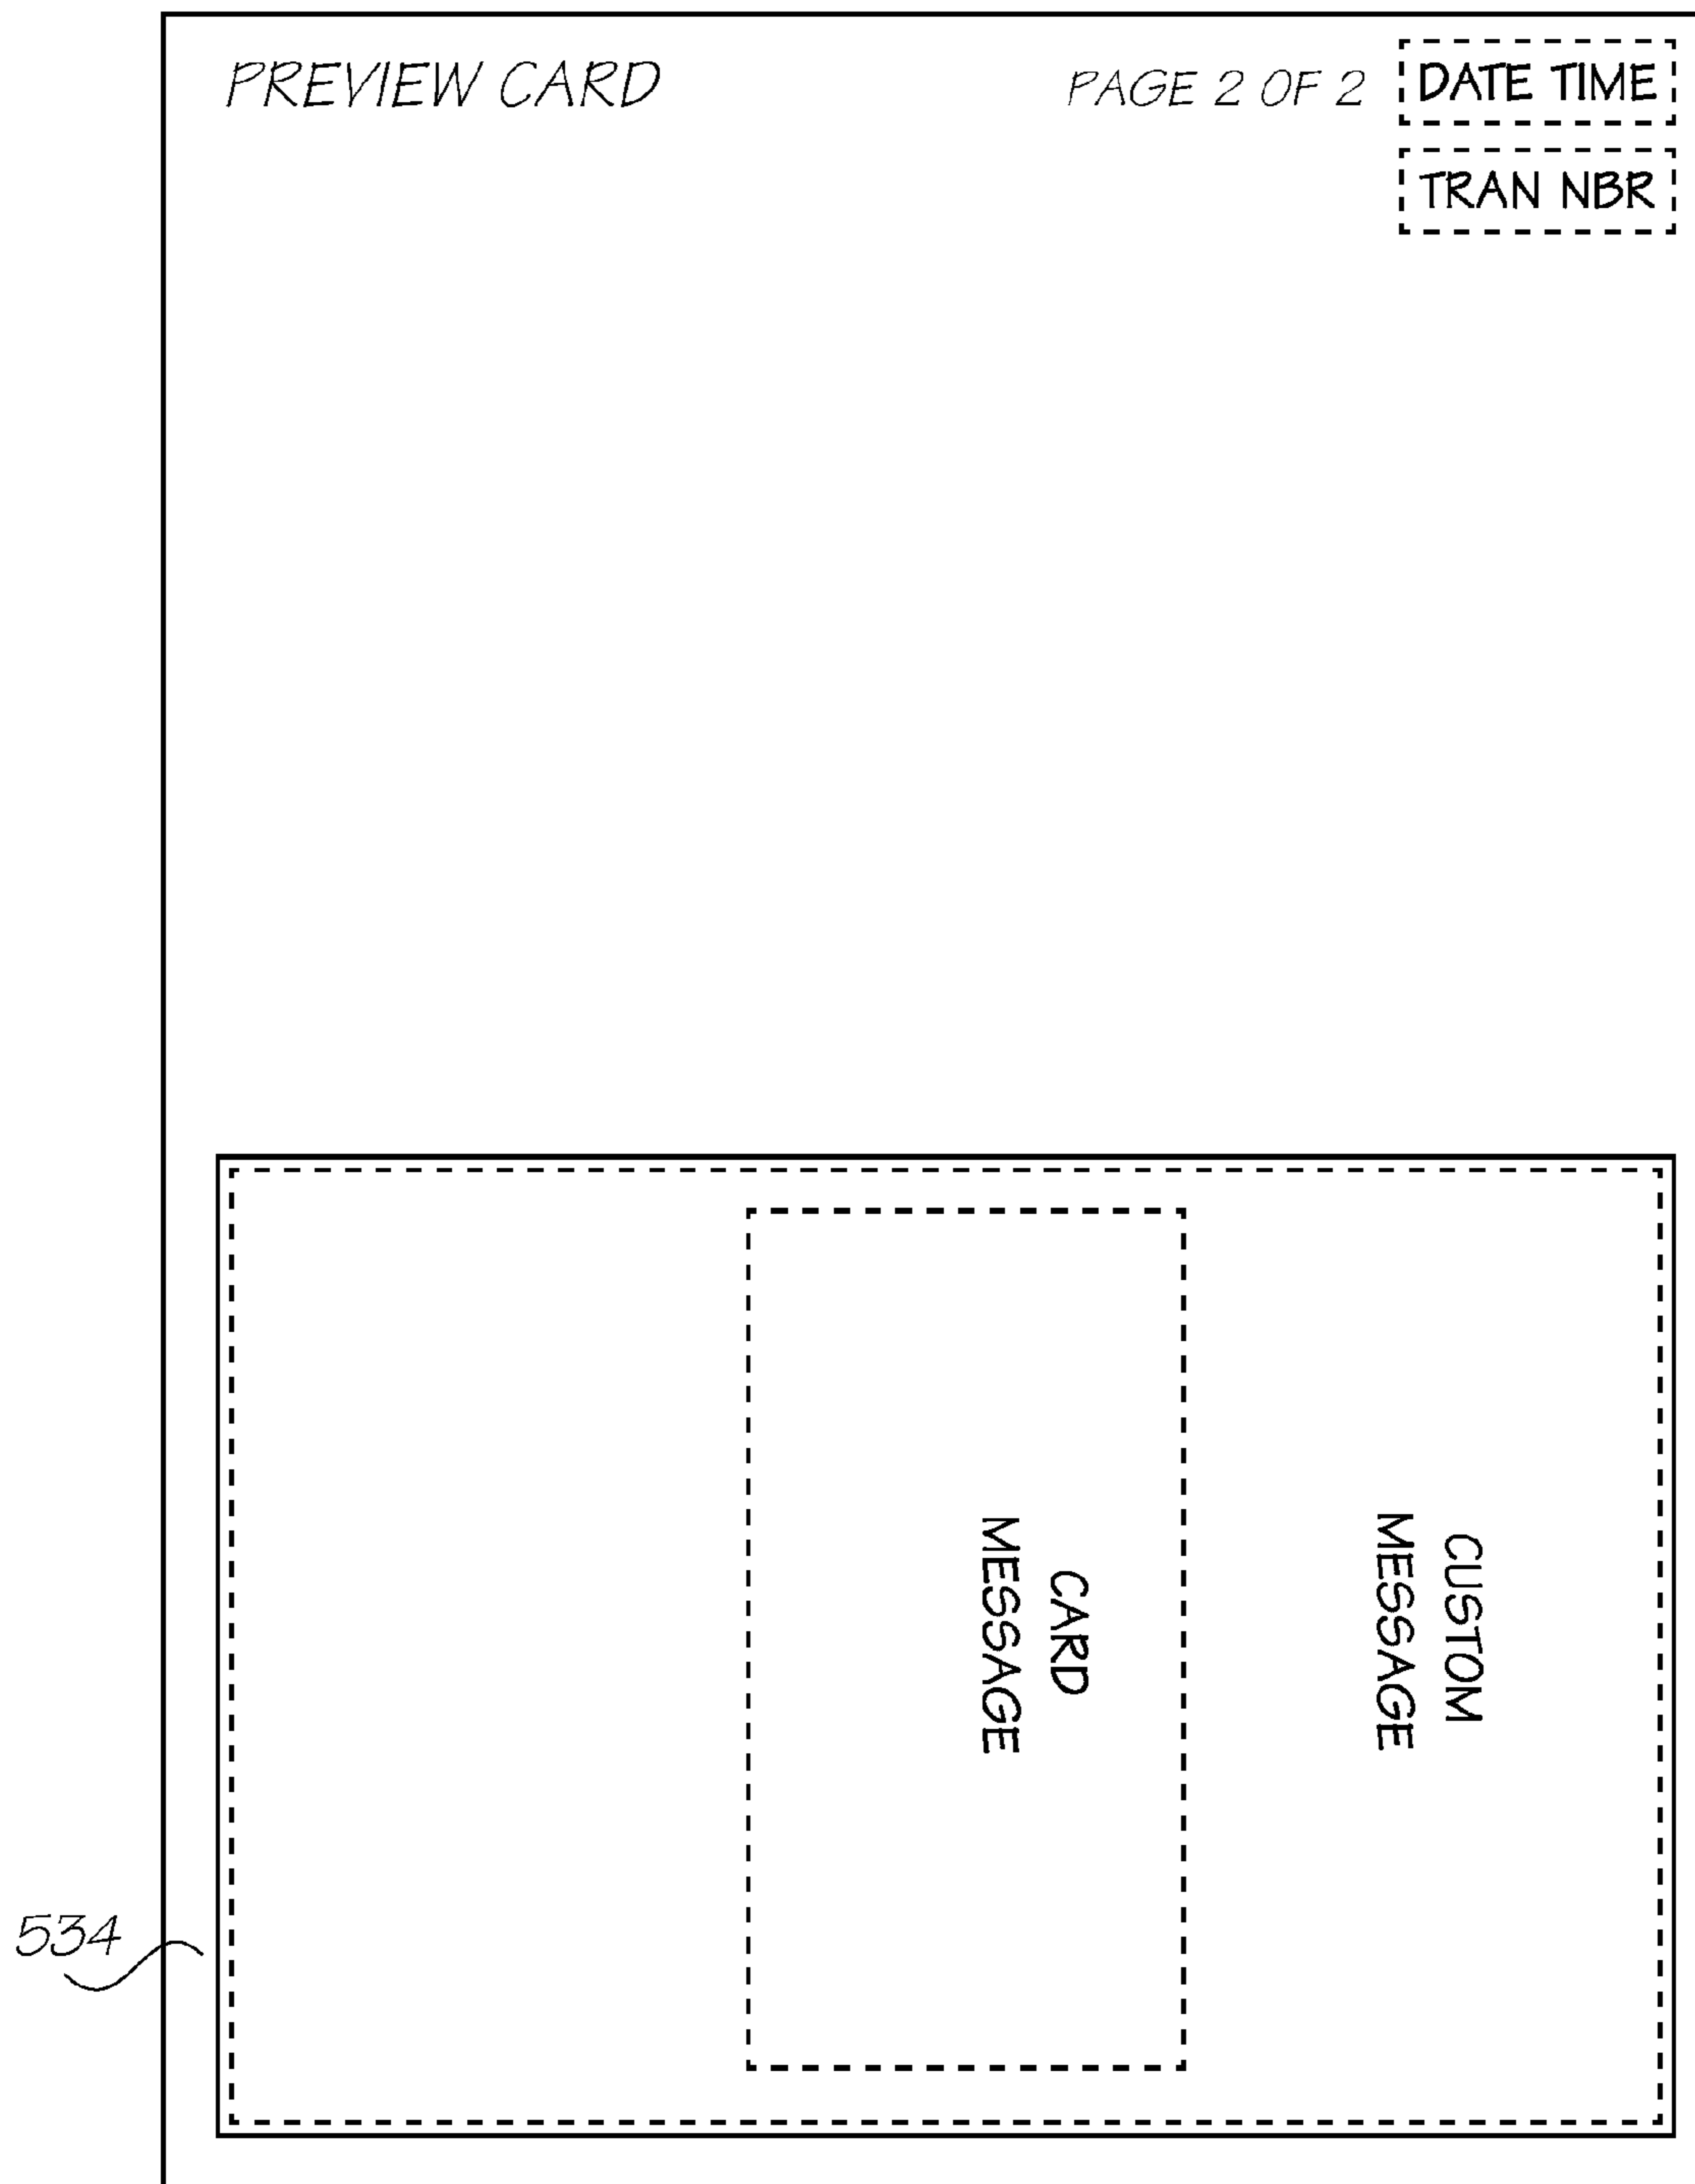 PREVIEW CARD
PAGE 2 OF 2
DATE TIME
TRAN NBR
CUSTOM
MESSAGE
CARD
MESSAGE
534